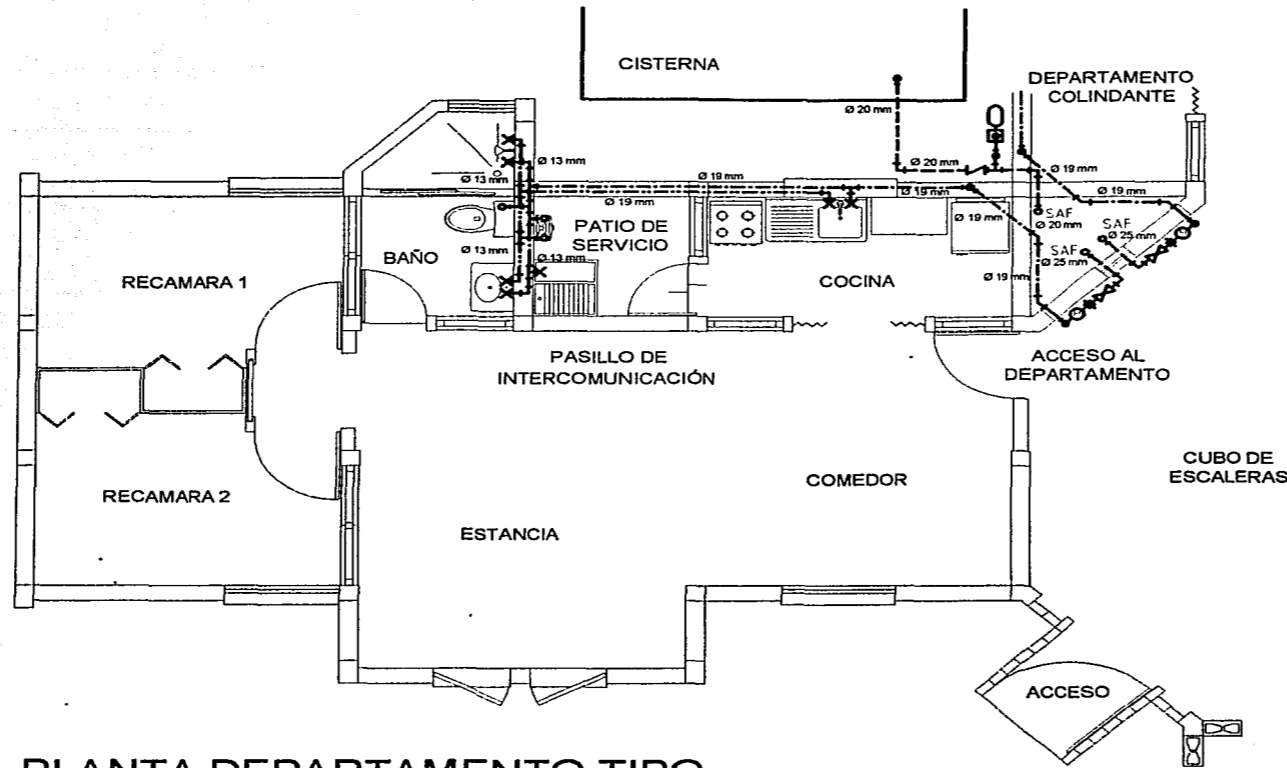 CISTERNA
DEPARTAMENTO
COLINDANTE
Ø 20 mm
Ø 13 mm
Ø 20 mm
Ø 13 mm
Ø 19 mm
Ø 19 mm
Ø 19 mm
Ø 19 mm
Ø 19 mm
SAF
Ø 20 mm
SAF
Ø 25 mm
Ø 25 mm
PATIO DE
SERVICIO
BAÑO
Ø 13 mm
Ø 13 mm
Ø 19 mm
RECAMARA 1
COCINA
PASILLO DE
INTERCOMUNICACIÓN
ACCESO AL
DEPARTAMENTO
CUBO DE
ESCALERAS
RECAMARA 2
COMEDOR
ESTANCIA
ACCESO
PLANTA DEPARTAMENTO TIPO